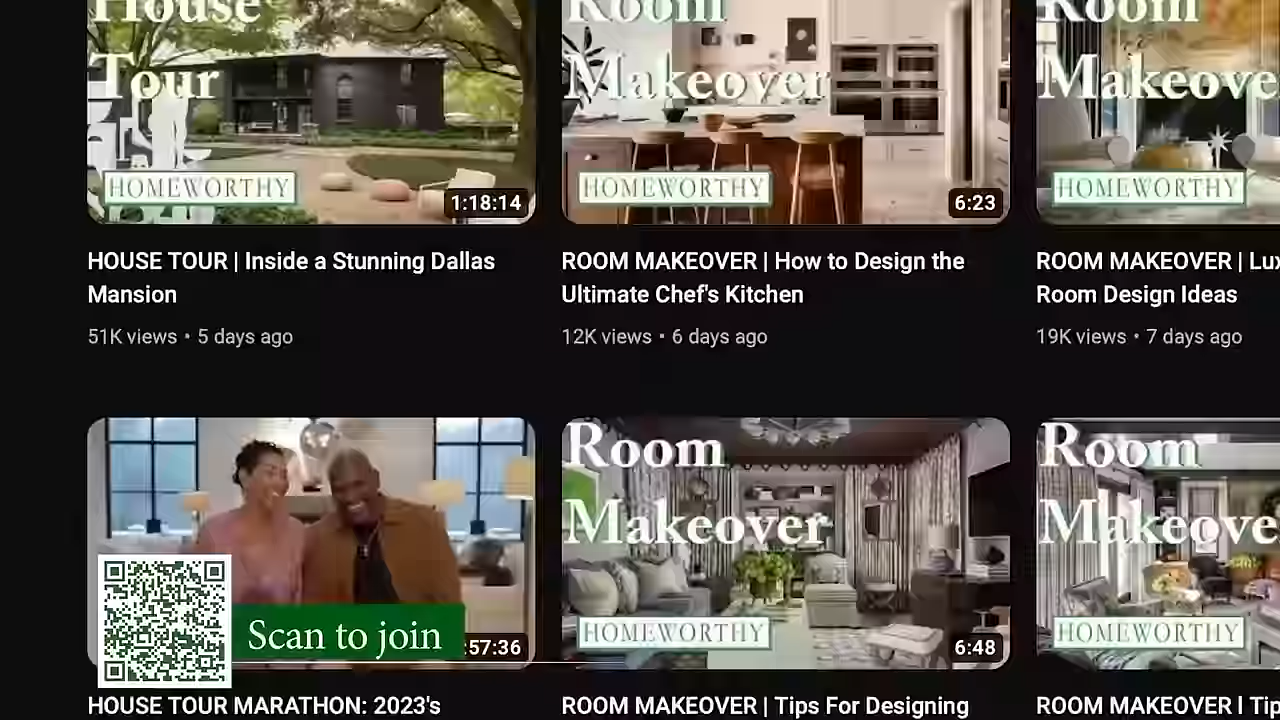 House
Tour
HOMEWORTHY
1:18:14
Room
Makeover
HOMEWORTHY
6:23
Room
Makeove
HOMEWORTHY
HOUSE TOUR | Inside a Stunning Dallas
Mansion
51K views • 5 days ago
ROOM MAKEOVER | How to Design the
Ultimate Chef's Kitchen
12K views • 6 days ago
ROOM MAKEOVER | Lux
Room Design Ideas
19K views • 7 days ago
Scan to join
:57:36
Room
Makeover
HOMEWORTHY
6:48
Room
Makeove
HOMEWORTHY
HOUSE TOUR MARATHON: 2023's
ROOM MAKEOVER | Tips For Designing
ROOM MAKEOVER | Tip